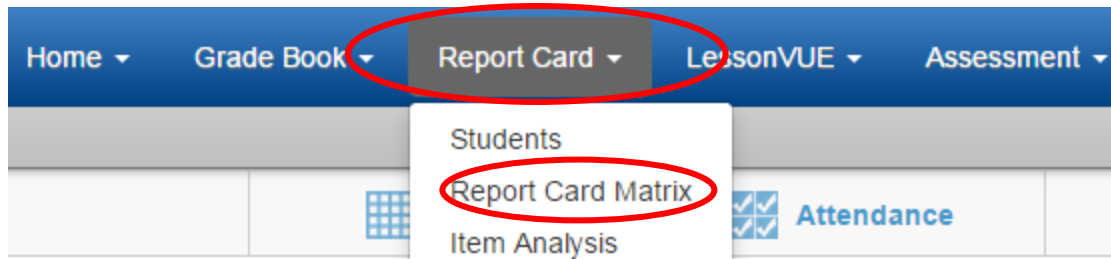 Home Grade Book Report Card LessonVUE Assessment
Students
Report Card Matrix
Attendance
Item Analysis